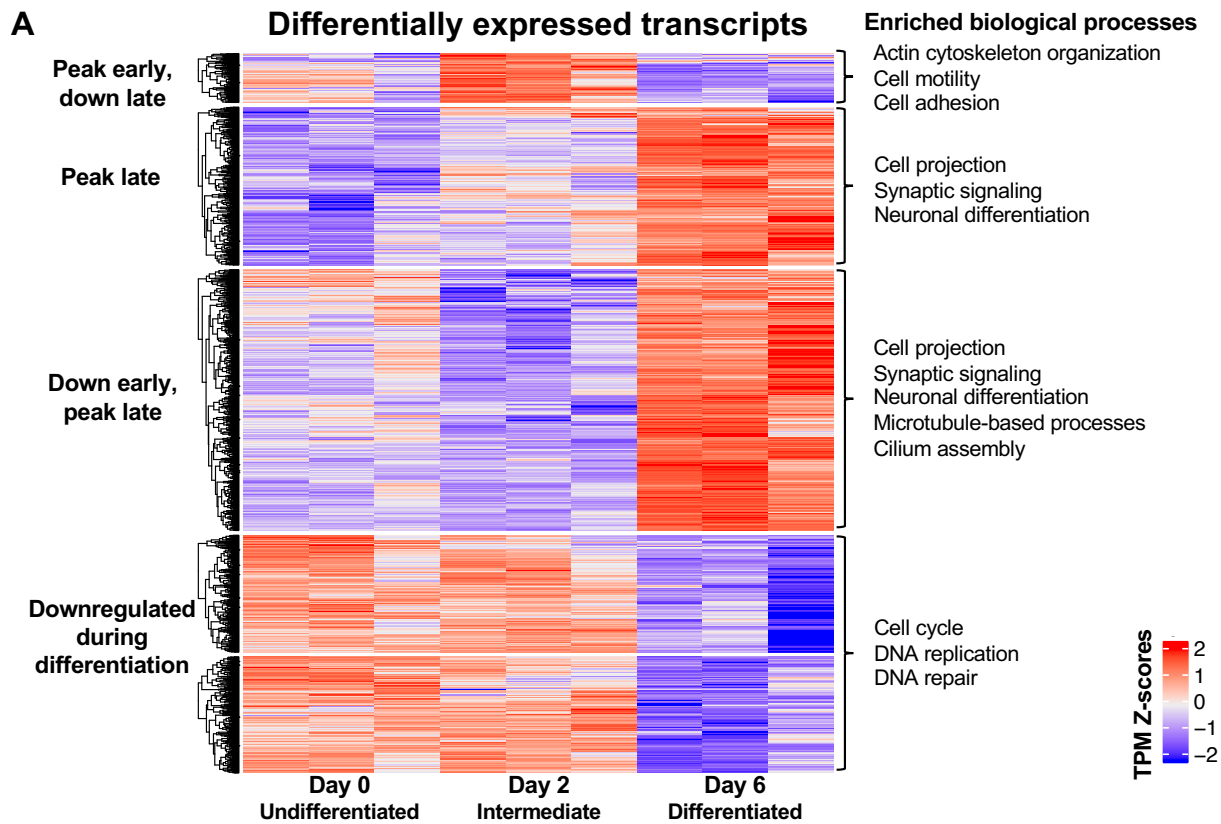 A
Differentially expressed transcripts
Enriched biological processes
Peak early,
down late
Actin cytoskeleton organization
Cell motility
Cell adhesion
Peak late
Cell projection
Synaptic signaling
Neuronal differentiation
Down early,
peak late
Cell projection
Synaptic signaling
Neuronal differentiation
Microtubule-based processes
Cilium assembly
Downregulated
during
differentiation
Cell cycle
DNA replication
DNA repair
TPM Z-scores
2
1
0
−1
−2
Day 0
Undifferentiated
Day 2
Intermediate
Day 6
Differentiated